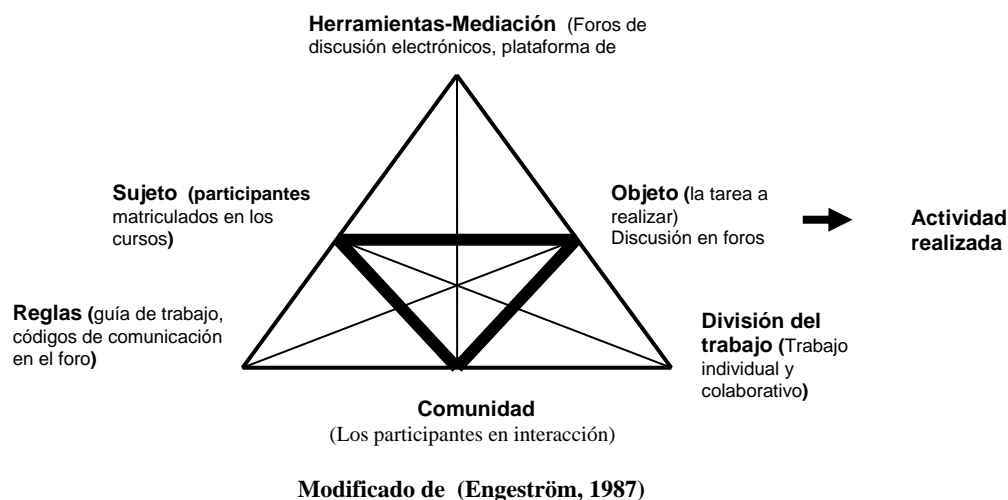 Herramientas-Mediación (Foros de
discusión electrónicos, plataforma de
Sujeto (participantes
matriculados en los
cursos)
Objeto (la tarea a
realizar)
Discusión en foros
Actividad
realizada
Reglas (guía de trabajo,
códigos de comunicación
en el foro)
División del
trabajo (Trabajo
individual y
colaborativo)
Comunidad
(Los participantes en interacción)
Modificado de (Engeström, 1987)